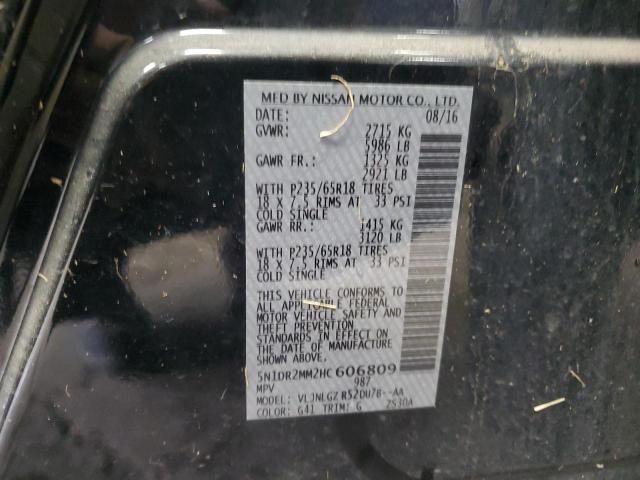 MFD BY NISSAN MOTOR CO., LTD.
DATE: 08/16
GVWR: 2715 KG
5986 LB
GAWR FR.: 1325 KG
2921 LB
WITH P235/65R18 TIRES
18 X 7.5 RIMS AT 33 PSI
COLD SINGLE
GAWR RR.: 1415 KG
3120 LB
WITH P235/65R18 TIRES
18 X 7.5 RIMS AT 33 PSI
COLD SINGLE
THIS VEHICLE CONFORMS TO
ALL APPLICABLE FEDERAL
MOTOR VEHICLE SAFETY AND
THEFT PREVENTION
STANDARDS IN EFFECT ON
THE DATE OF MANUFACTURE
SHOWN ABOVE.
5N1DR2MM2HC606809
MPV 987
MODEL: VLJNLGZ R52DU7B--AA
COLOR: G41 TRIM: G 2S30A